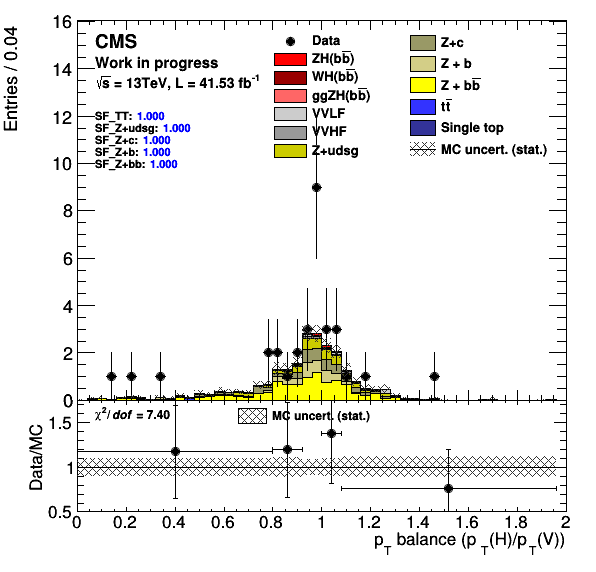 CMS
Work in progress
√s = 13TeV, L = 41.53 fb⁻¹
SF_TT: 1.000
SF_Z+udsg: 1.000
SF_Z+c: 1.000
SF_Z+b: 1.000
SF_Z+bb: 1.000
Data
ZH(bb̅)
WH(bb̅)
ggZH(bb̅)
VVLF
VVHF
Z+udsg
Z+c
Z + b
Z + bb̅
tt̅
Single top
MC uncert. (stat.)
Entries / 0.04
16
14
12
10
8
6
4
2
0
χ²/dof = 7.40
MC uncert. (stat.)
Data/MC
1.5
1
0.5
0 0.2 0.4 0.6 0.8 1 1.2 1.4 1.6 1.8 2
p_T balance (p_T(H)/p_T(V))